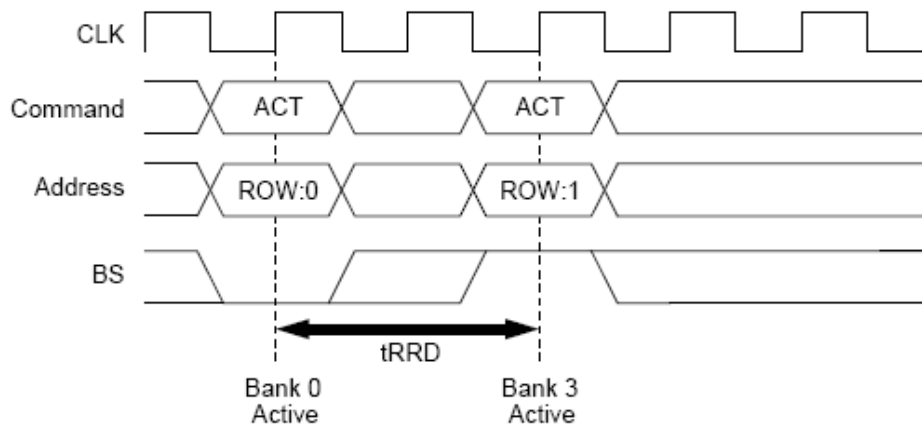 CLK
Command ACT ACT
Address ROW:0 ROW:1
BS
tRRD
Bank 0 Bank 3
Active Active